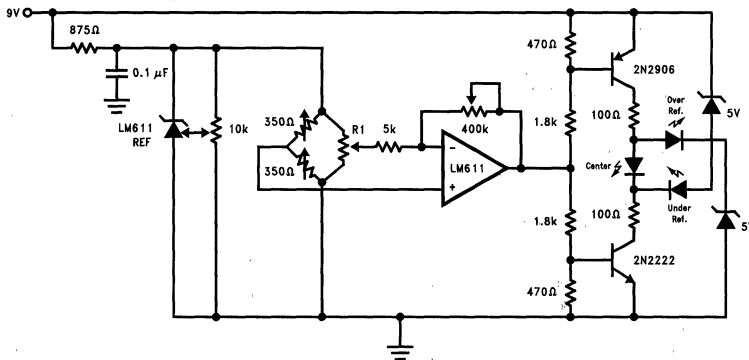 9V
875Ω
0.1 μF
LM611
REF
10k
350Ω
350Ω
R1
5k
400k
LM611
470Ω
1.8k
1.8k
470Ω
2N2906
100Ω
Over
Ref.
5V
Center
100Ω
Under
Ref.
5V
2N2222